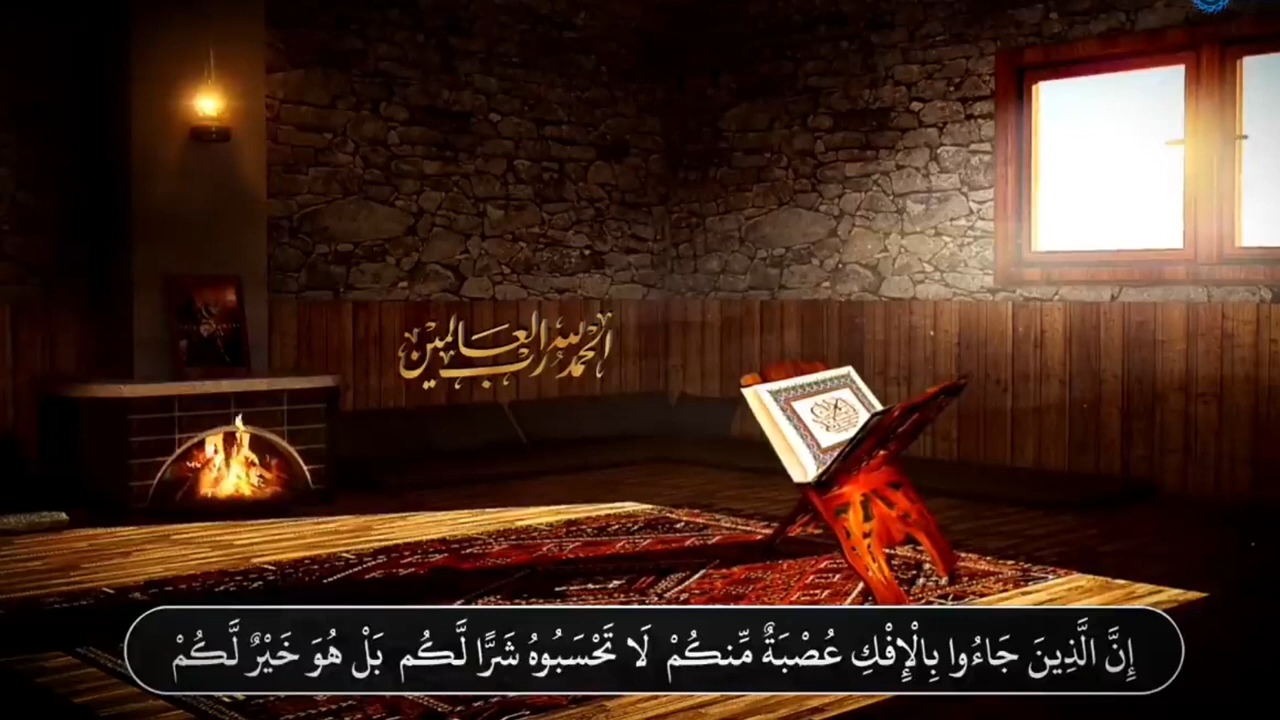 الحمد لله رب العالمين
إِنَّ الَّذِينَ جَاءُوا بِالْإِفْكِ عُصْبَةٌ مِّنكُمْ لَا تَحْسَبُوهُ شَرًّا لَّكُم بَلْ هُوَ خَيْرٌ لَّكُمْ